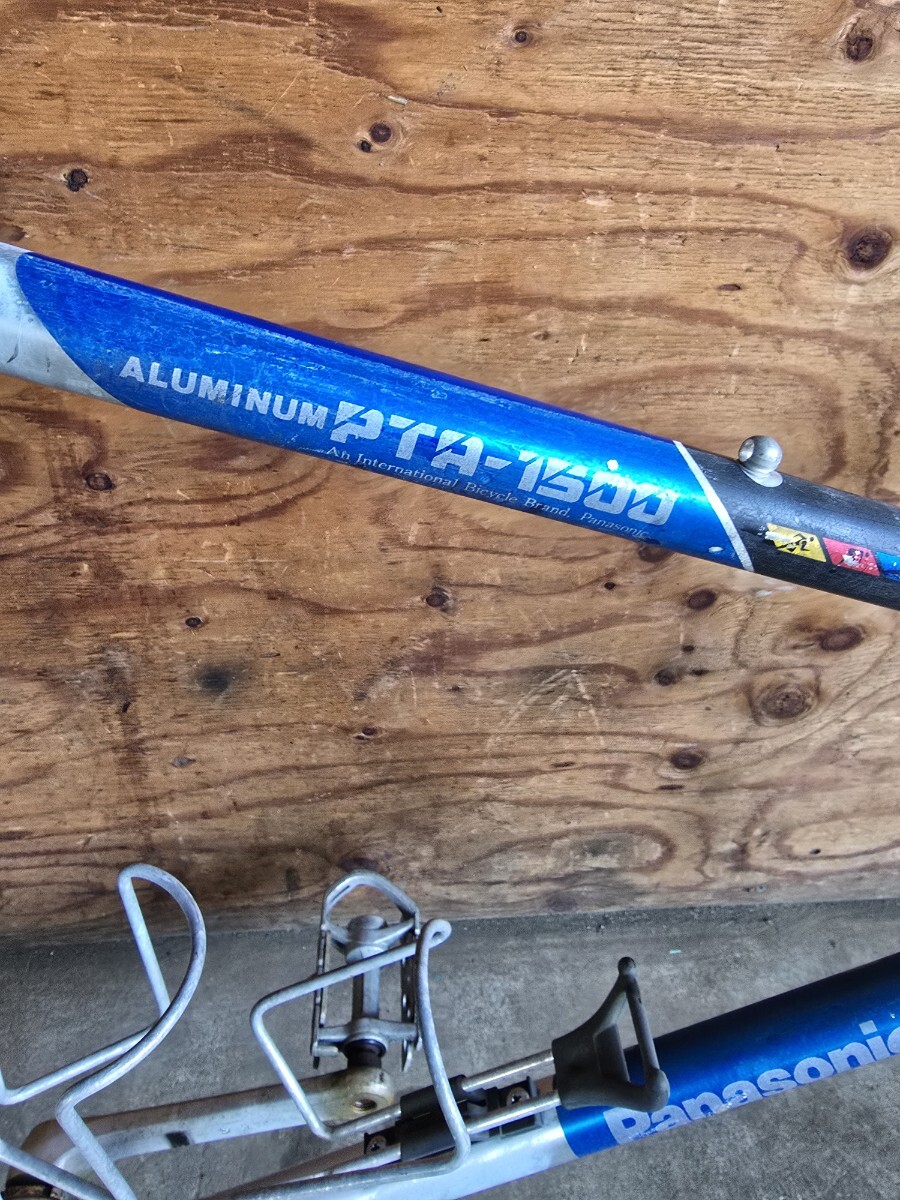 ALUMINUM PTA-1500
An International Bicycle Brand. Panasonic
Panasonic